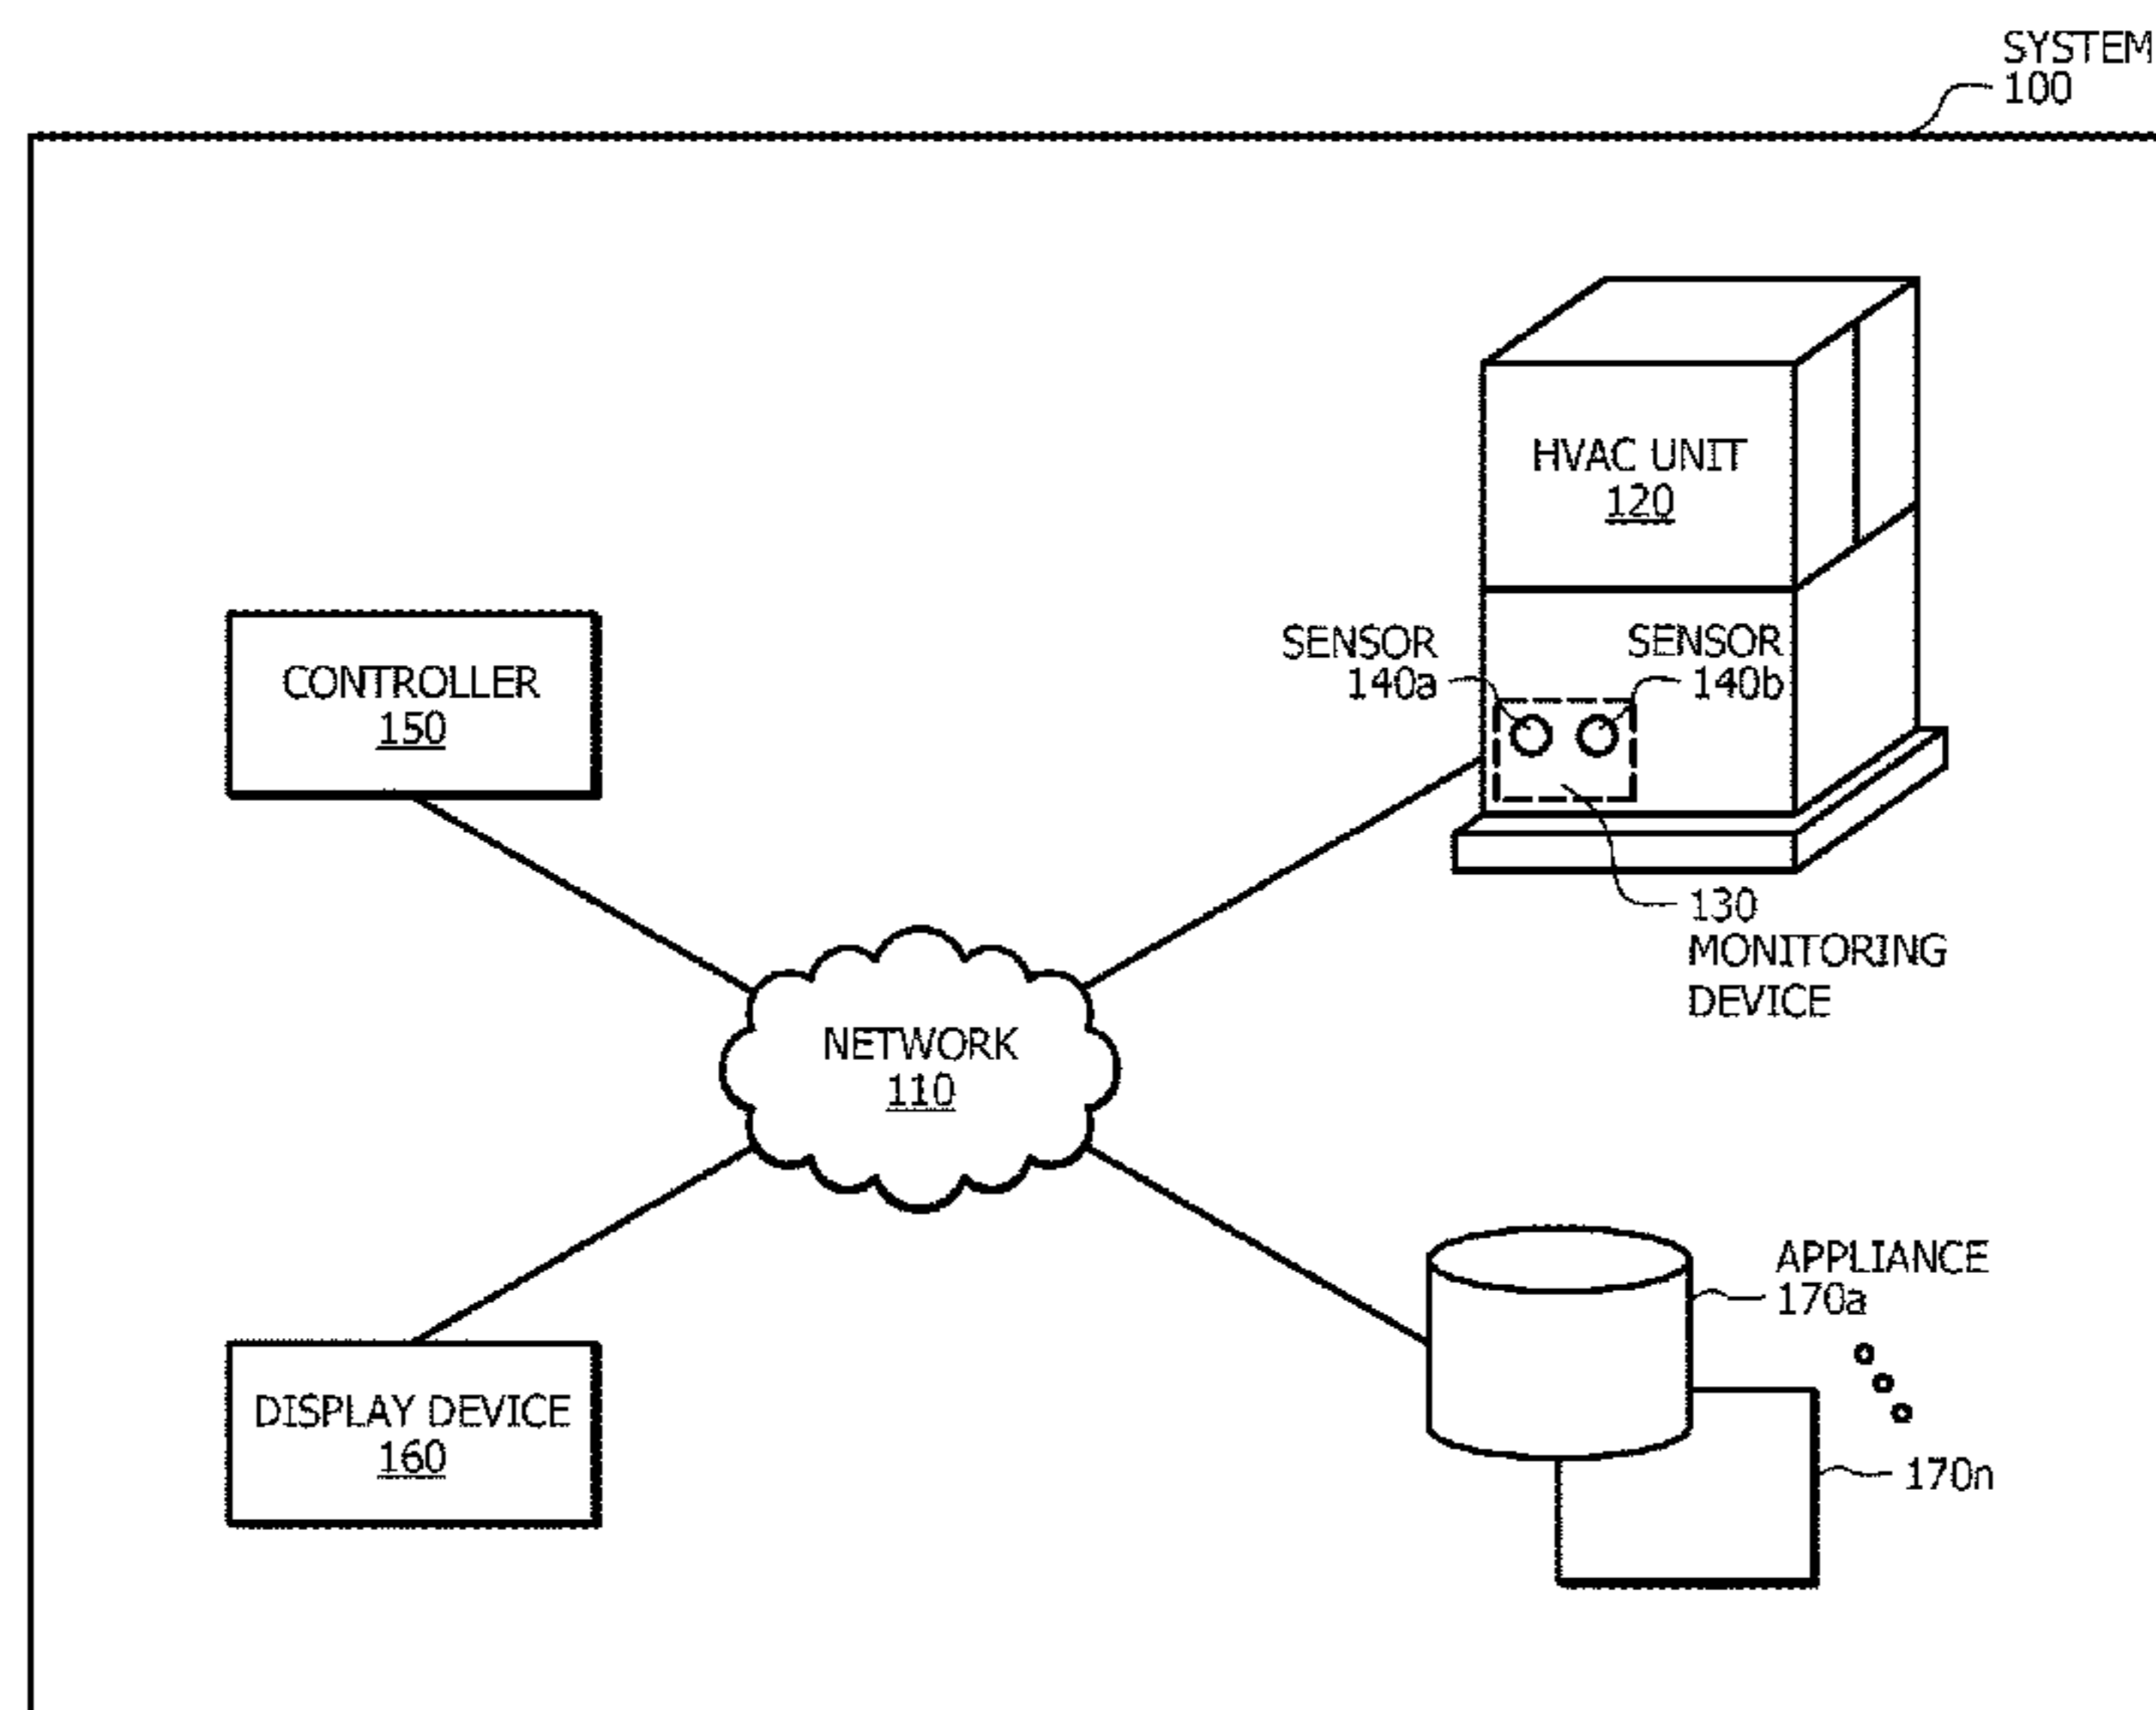 SYSTEM
100
HVAC UNIT
120
SENSOR
140a
SENSOR
140b
CONTROLLER
150
130
MONITORING
DEVICE
NETWORK
110
APPLIANCE
170a
DISPLAY DEVICE
160
170n